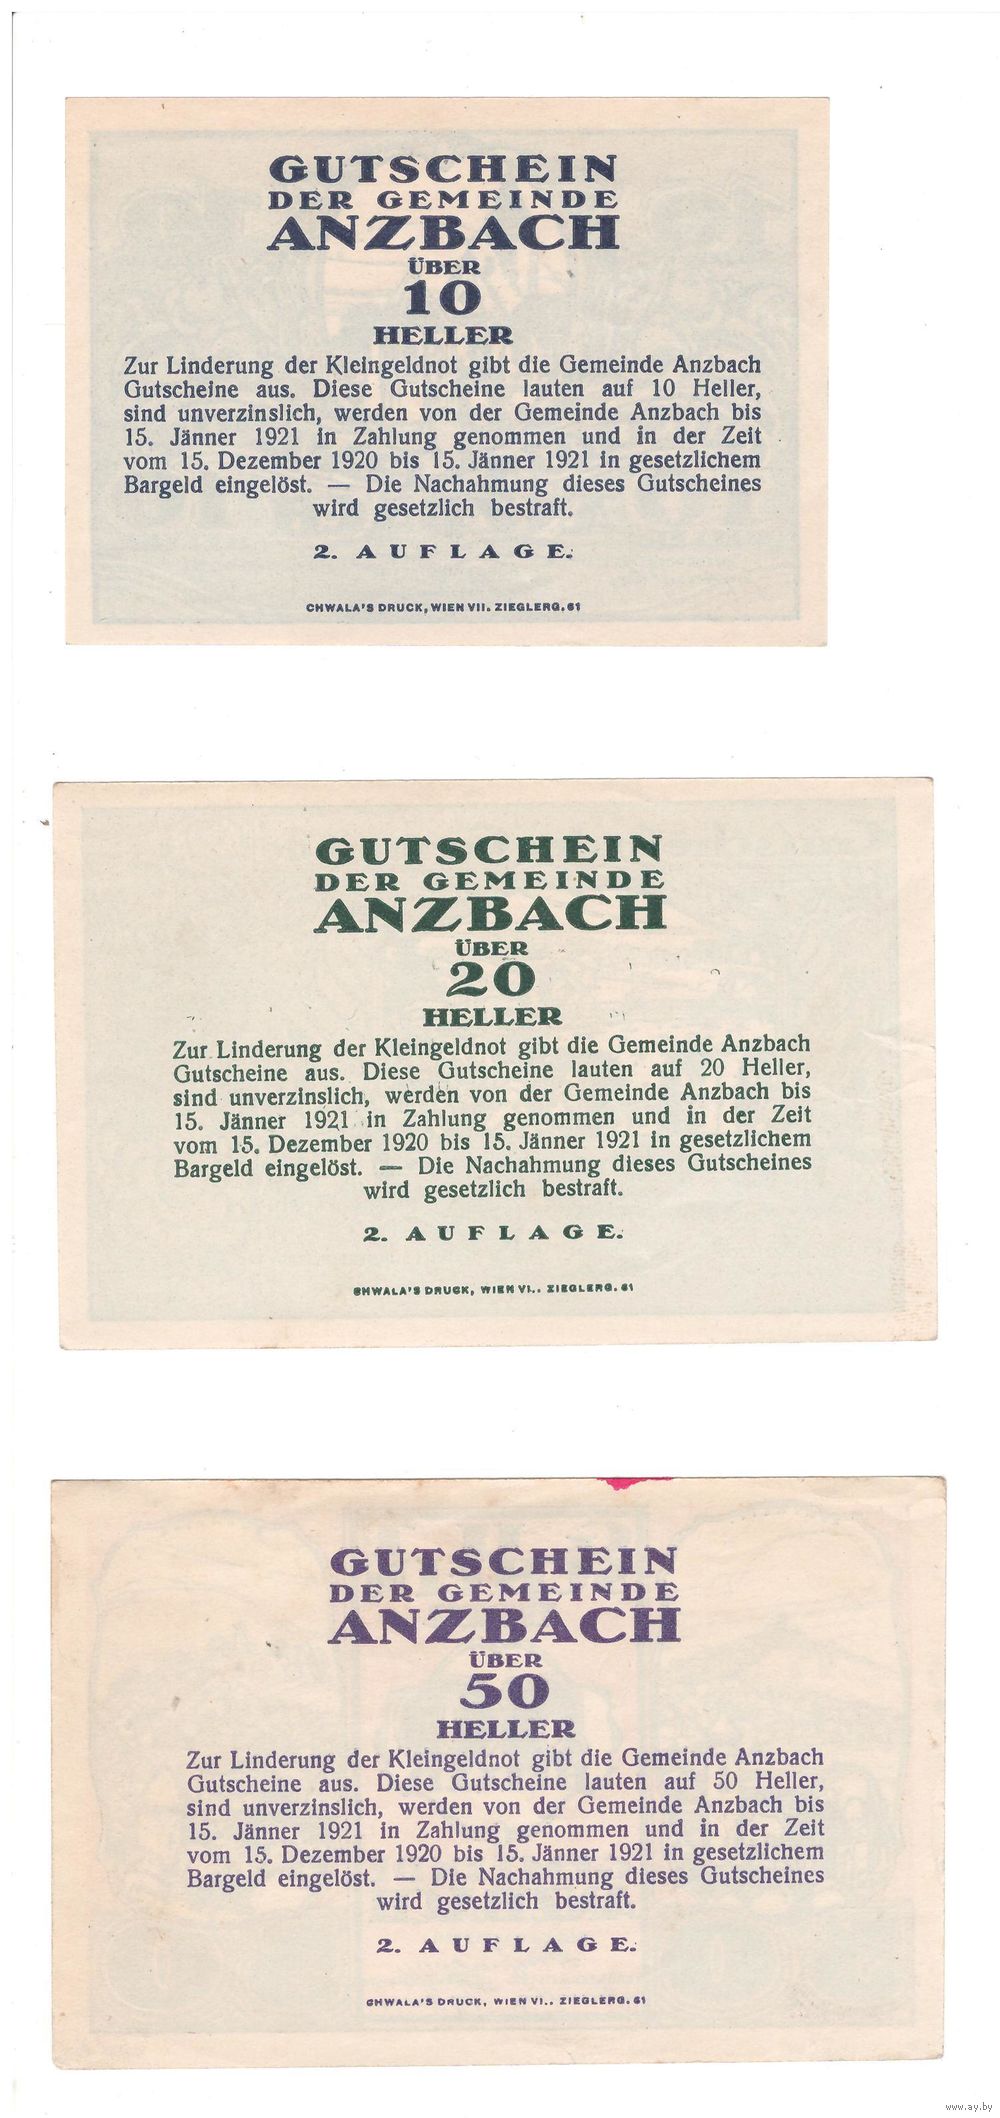 GUTSCHEIN
DER GEMEINDE
ANZBACH
ÜBER
10
HELLER
Zur Linderung der Kleingeldnot gibt die Gemeinde Anzbach
Gutscheine aus. Diese Gutscheine lauten auf 10 Heller,
sind unverzinslich, werden von der Gemeinde Anzbach bis
15. Jänner 1921 in Zahlung genommen und in der Zeit
vom 15. Dezember 1920 bis 15. Jänner 1921 in gesetzlichem
Bargeld eingelöst. — Die Nachahmung dieses Gutscheines
wird gesetzlich bestraft.
2. AUFLAGE.
CHWALA'S DRUCK, WIEN VII. ZIEGLERG. 61
GUTSCHEIN
DER GEMEINDE
ANZBACH
ÜBER
20
HELLER
Zur Linderung der Kleingeldnot gibt die Gemeinde Anzbach
Gutscheine aus. Diese Gutscheine lauten auf 20 Heller,
sind unverzinslich, werden von der Gemeinde Anzbach bis
15. Jänner 1921 in Zahlung genommen und in der Zeit
vom 15. Dezember 1920 bis 15. Jänner 1921 in gesetzlichem
Bargeld eingelöst. — Die Nachahmung dieses Gutscheines
wird gesetzlich bestraft.
2. AUFLAGE.
CHWALA'S DRUCK, WIEN VI.. ZIEGLERG. 61
GUTSCHEIN
DER GEMEINDE
ANZBACH
ÜBER
50
HELLER
Zur Linderung der Kleingeldnot gibt die Gemeinde Anzbach
Gutscheine aus. Diese Gutscheine lauten auf 50 Heller,
sind unverzinslich, werden von der Gemeinde Anzbach bis
15. Jänner 1921 in Zahlung genommen und in der Zeit
vom 15. Dezember 1920 bis 15. Jänner 1921 in gesetzlichem
Bargeld eingelöst. — Die Nachahmung dieses Gutscheines
wird gesetzlich bestraft.
2. AUFLAGE.
CHWALA'S DRUCK, WIEN VI.. ZIEGLERG. 61
www.ay.by